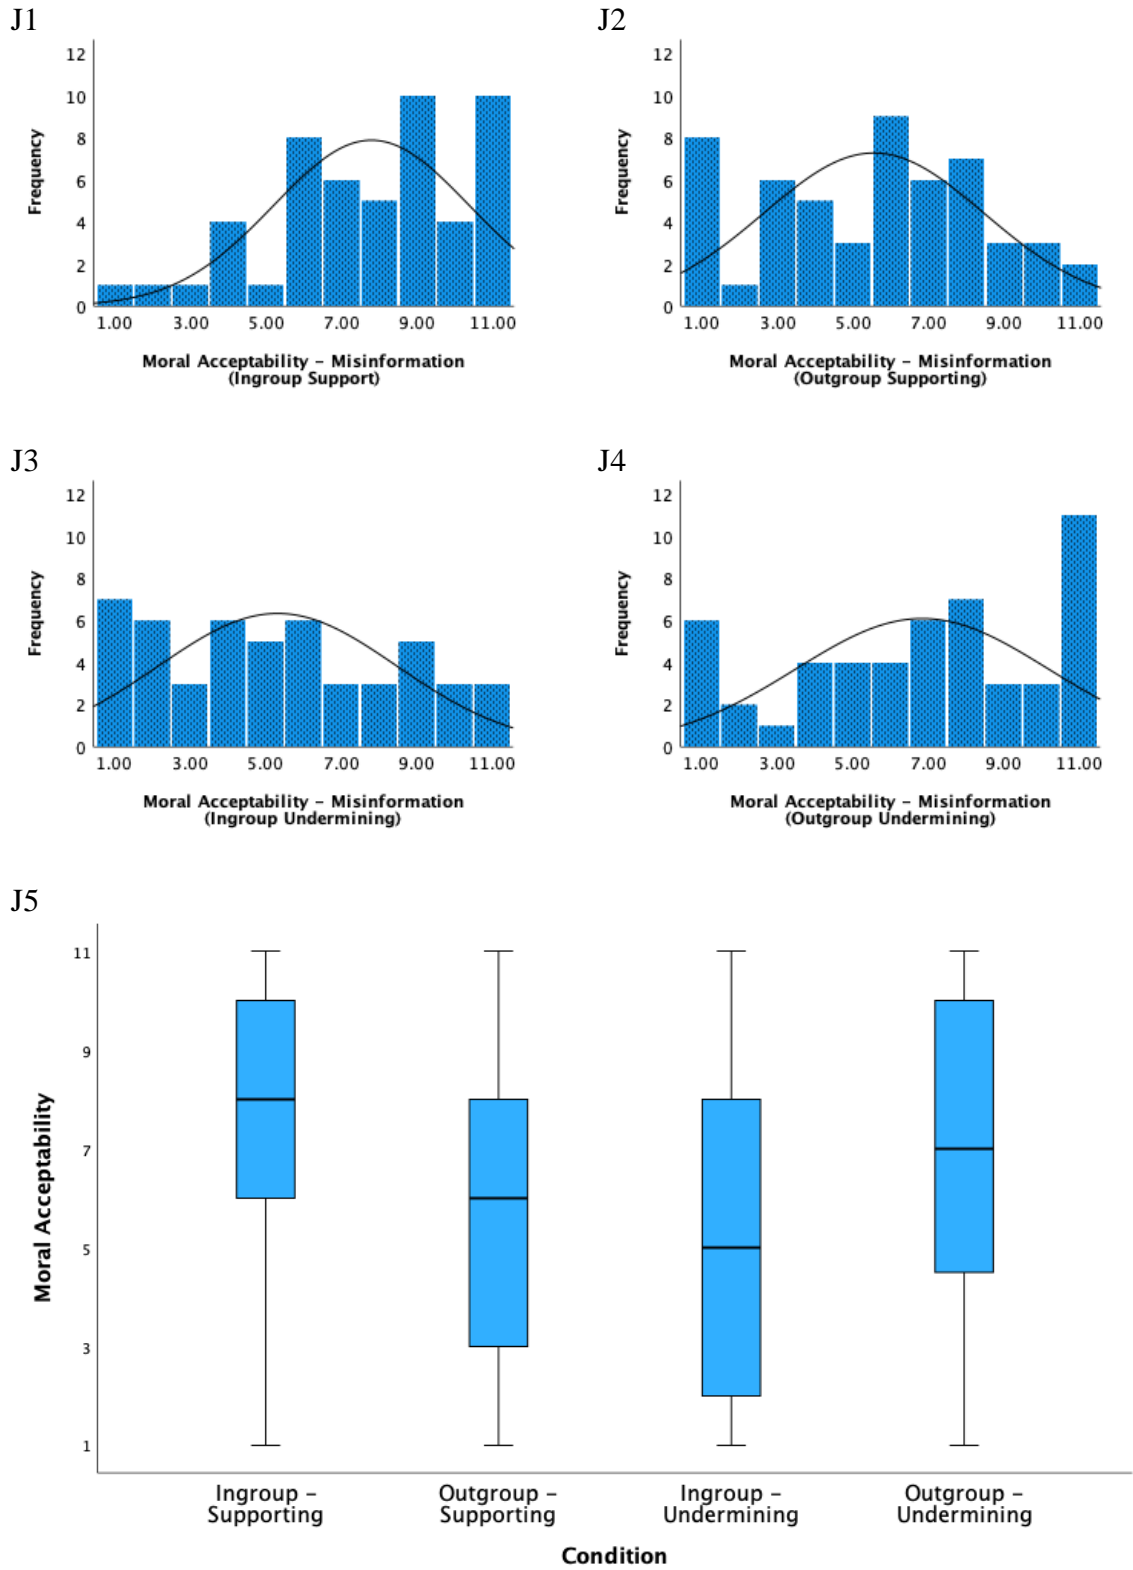 J1
12
10
8
6
4
2
0
Frequency
1.00 3.00 5.00 7.00 9.00 11.00
Moral Acceptability – Misinformation
(Ingroup Support)
J2
12
10
8
6
4
2
0
Frequency
1.00 3.00 5.00 7.00 9.00 11.00
Moral Acceptability – Misinformation
(Outgroup Supporting)
J3
12
10
8
6
4
2
0
Frequency
1.00 3.00 5.00 7.00 9.00 11.00
Moral Acceptability – Misinformation
(Ingroup Undermining)
J4
12
10
8
6
4
2
0
Frequency
1.00 3.00 5.00 7.00 9.00 11.00
Moral Acceptability – Misinformation
(Outgroup Undermining)
J5
11
9
7
5
3
1
Moral Acceptability
Ingroup –
Supporting
Outgroup –
Supporting
Ingroup –
Undermining
Outgroup –
Undermining
Condition